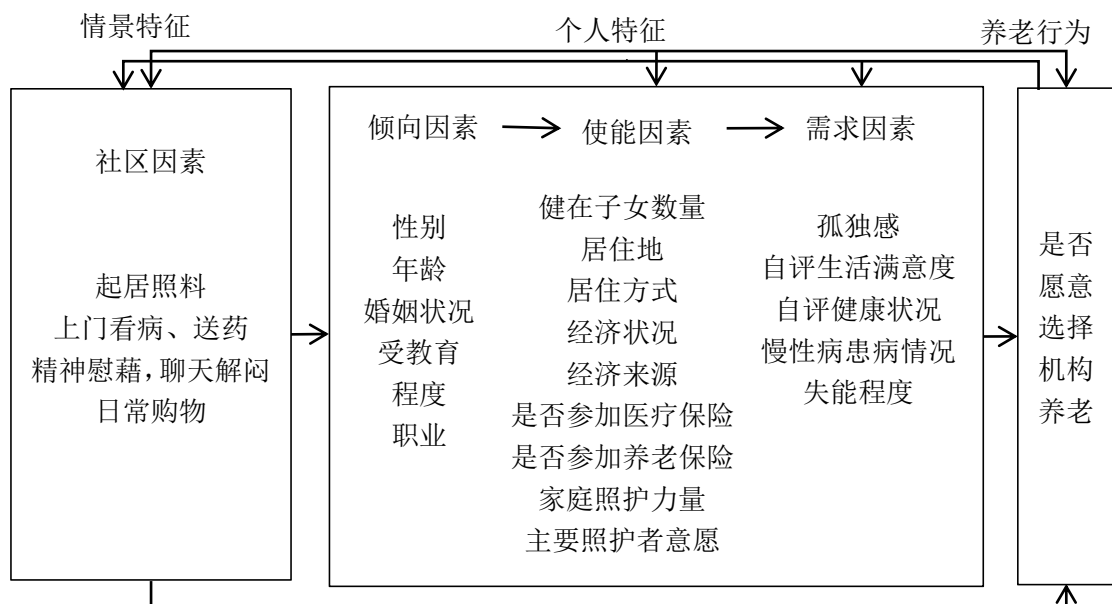 情景特征
个人特征
养老行为
社区因素
起居照料
上门看病、送药
精神慰藉,聊天解闷
日常购物
倾向因素
性别
年龄
婚姻状况
受教育
程度
职业
使能因素
健在子女数量
居住地
居住方式
经济状况
经济来源
是否参加医疗保险
是否参加养老保险
家庭照护力量
主要照护者意愿
需求因素
孤独感
自评生活满意度
自评健康状况
慢性病患病情况
失能程度
是否
愿意
选择
机构
养老